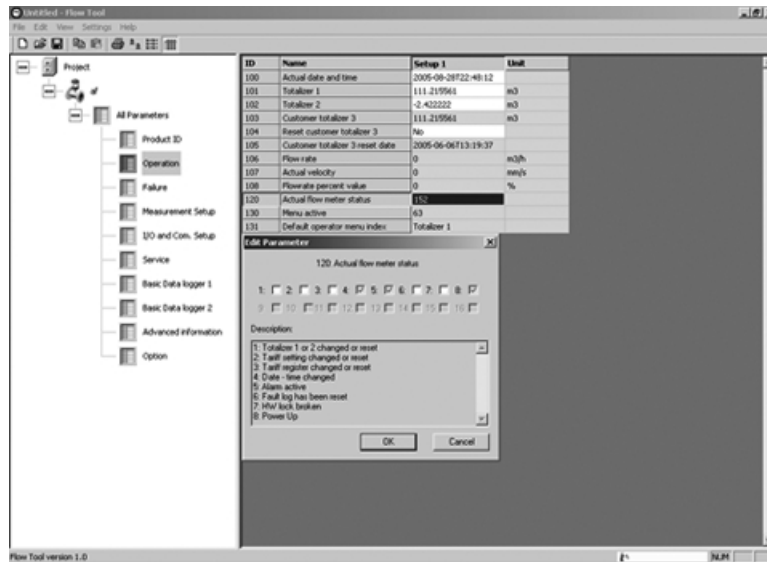 Untitled - Flow Tool
File Edit View Settings Help
Project
of
All Parameters
Product ID
Operation
Failure
Measurement Setup
I/O and Com. Setup
Service
Basic Data logger 1
Basic Data logger 2
Advanced information
Option
ID Name Setup 1 Unit
100 Actual date and time 2005-08-28T22:48:12
101 Totalizer 1 111.215561 m3
102 Totalizer 2 -2.422222 m3
103 Customer totalizer 3 111.215561 m3
104 Reset customer totalizer 3 No
105 Customer totalizer 3 reset date 2005-06-06T13:19:37
106 Flow rate 0 m3/h
107 Actual velocity 0 mm/s
108 Flowrate percent value 0 %
120 Actual flow meter status 152
130 Menu active 63
131 Default operator menu index Totalizer 1
Edit Parameter
120. Actual flow meter status
1: 2: 3: 4: 5: 6: 7: 8:
9 10 11 12 13 14 15 16
Description:
1: Totalizer 1 or 2 changed or reset
2: Tariff setting changed or reset
3: Tariff register changed or reset
4: Date - time changed
5: Alarm active
6: Fault log has been reset
7: HW lock broken
8: Power Up
OK Cancel
Flow Tool version 1.0 NUM